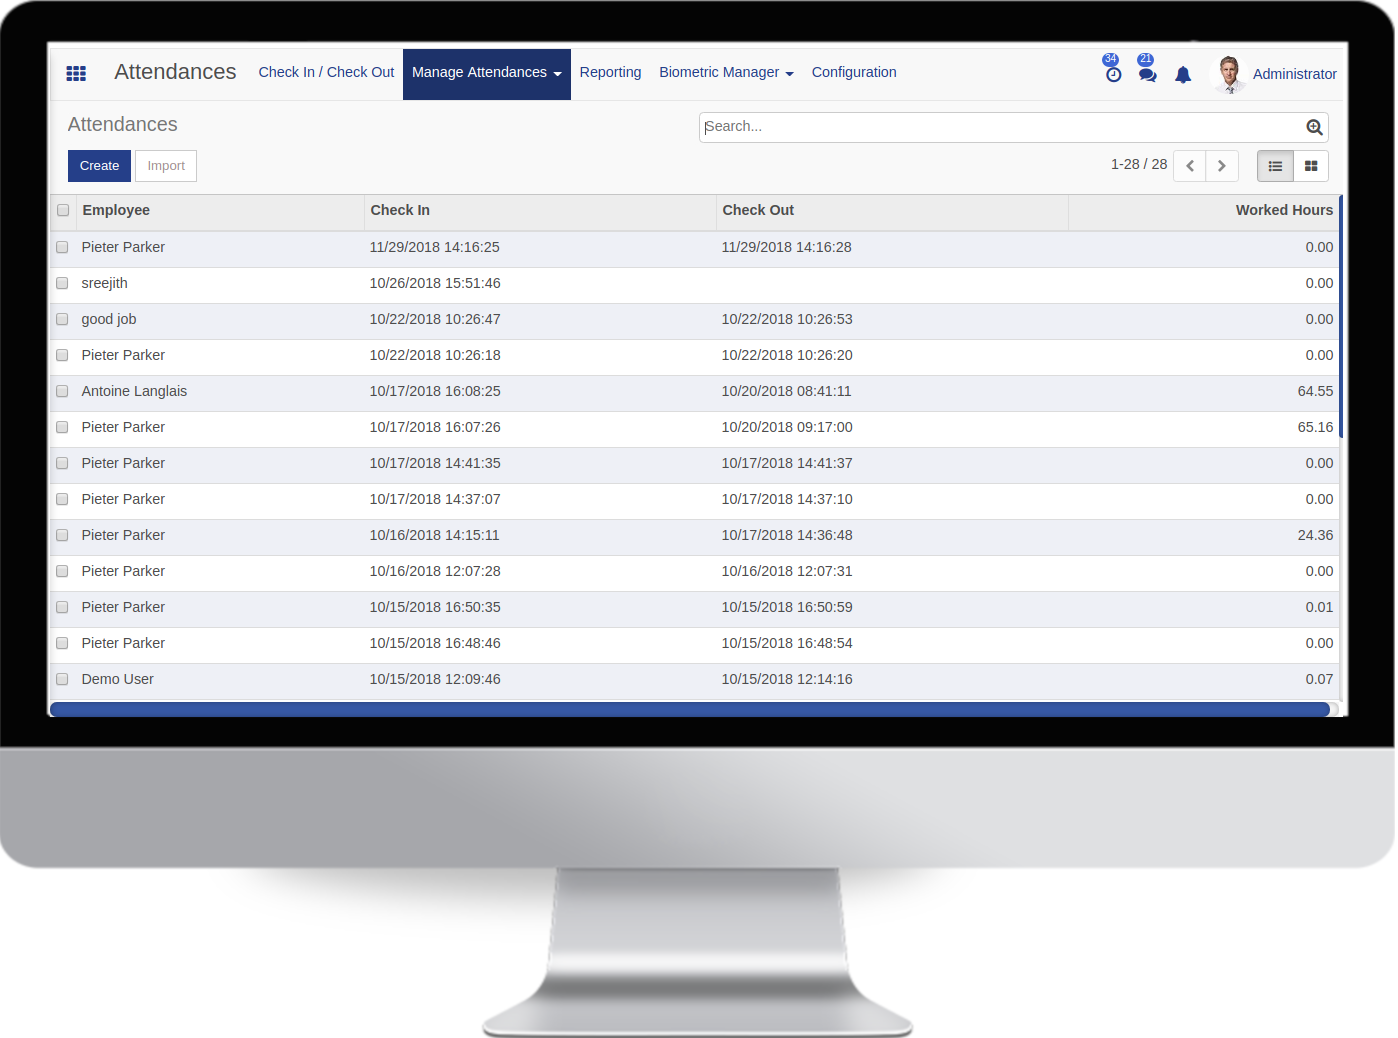 Attendances Check In / Check Out Manage Attendances Reporting Biometric Manager Configuration 34 21 Administrator
Attendances Search...
Create Import 1-28 / 28
Employee Check In Check Out Worked Hours
Pieter Parker 11/29/2018 14:16:25 11/29/2018 14:16:28 0.00
sreejith 10/26/2018 15:51:46 0.00
good job 10/22/2018 10:26:47 10/22/2018 10:26:53 0.00
Pieter Parker 10/22/2018 10:26:18 10/22/2018 10:26:20 0.00
Antoine Langlais 10/17/2018 16:08:25 10/20/2018 08:41:11 64.55
Pieter Parker 10/17/2018 16:07:26 10/20/2018 09:17:00 65.16
Pieter Parker 10/17/2018 14:41:35 10/17/2018 14:41:37 0.00
Pieter Parker 10/17/2018 14:37:07 10/17/2018 14:37:10 0.00
Pieter Parker 10/16/2018 14:15:11 10/17/2018 14:36:48 24.36
Pieter Parker 10/16/2018 12:07:28 10/16/2018 12:07:31 0.00
Pieter Parker 10/15/2018 16:50:35 10/15/2018 16:50:59 0.01
Pieter Parker 10/15/2018 16:48:46 10/15/2018 16:48:54 0.00
Demo User 10/15/2018 12:09:46 10/15/2018 12:14:16 0.07